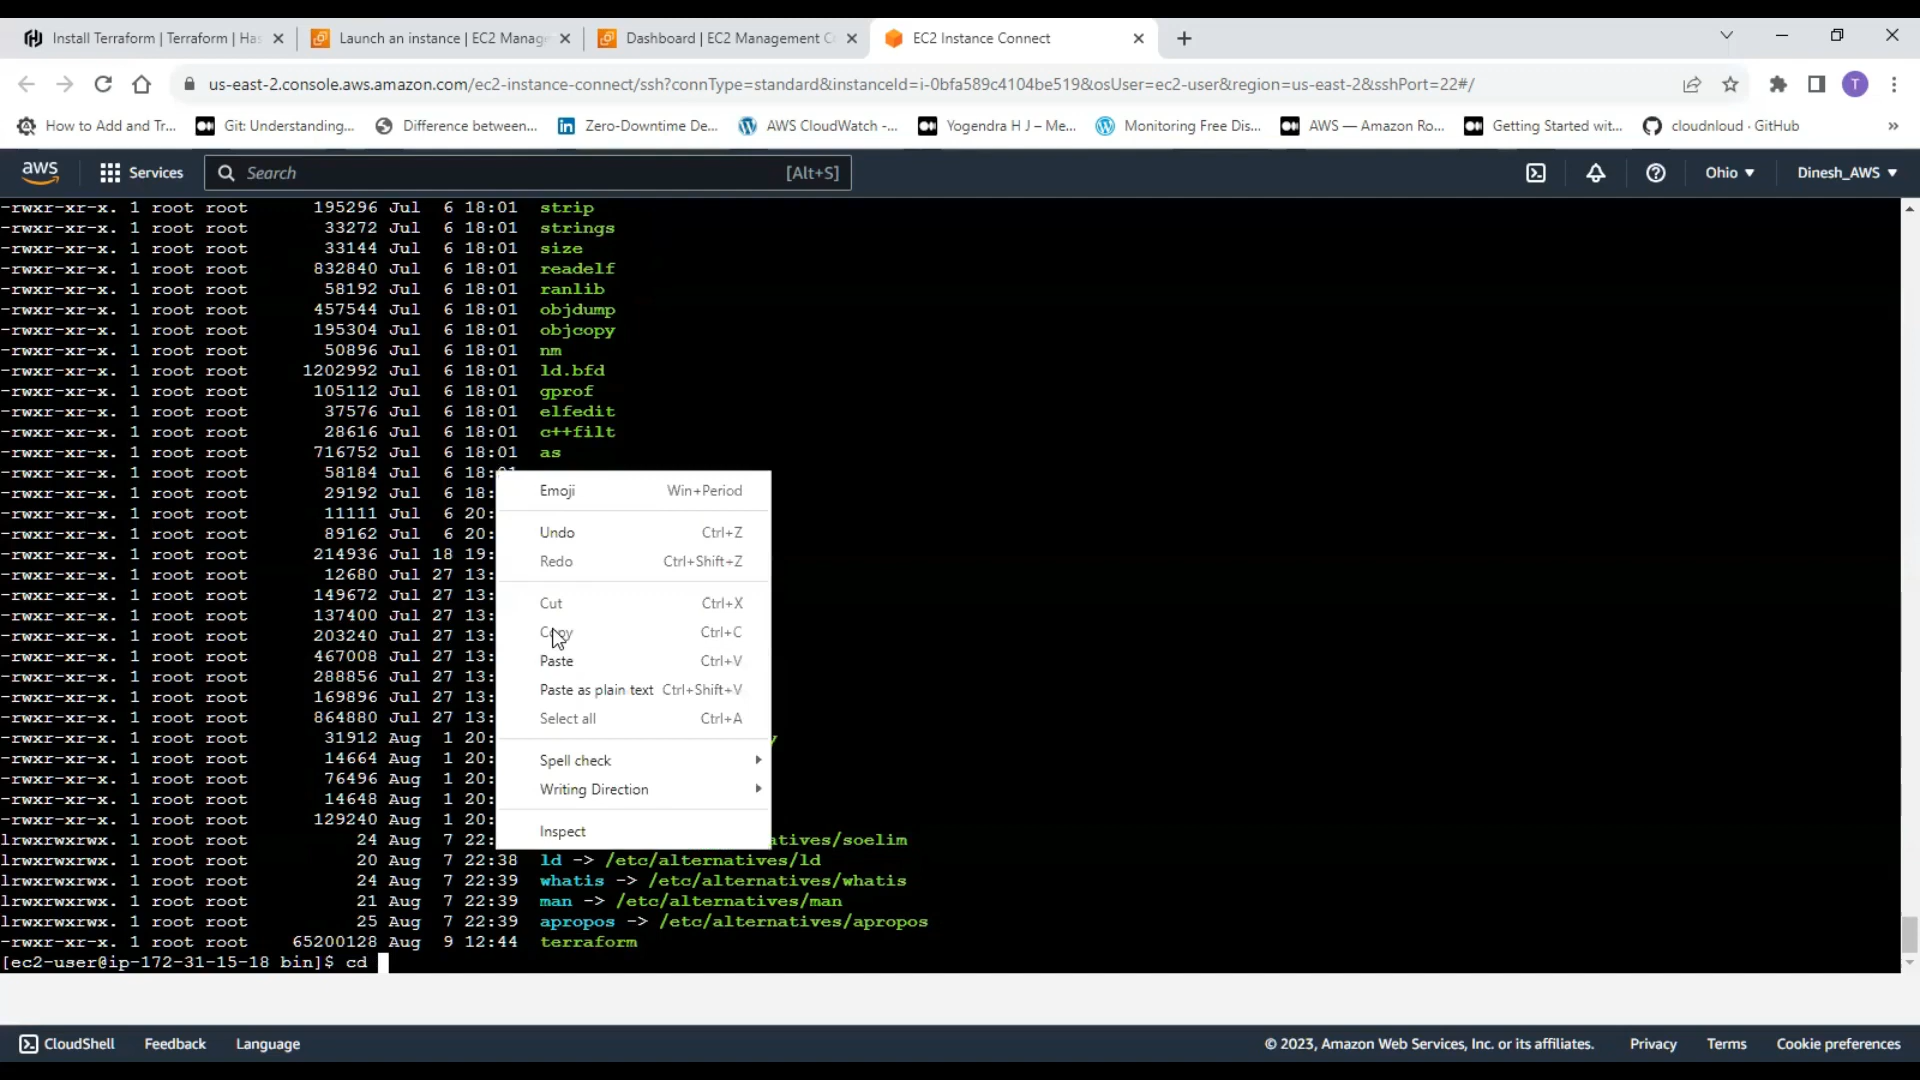 Install Terraform | Terraform | Has
Launch an instance | EC2 Manag
Dashboard | EC2 Management C
EC2 Instance Connect
us-east-2.console.aws.amazon.com/ec2-instance-connect/ssh?connType=standard&instanceId=i-0bfa589c4104be519&osUser=ec2-user&region=us-east-2&sshPort=22#/
T
How to Add and Tr...
Git: Understanding...
Difference between...
Zero-Downtime De...
AWS CloudWatch -...
Yogendra H J – Me...
Monitoring Free Dis...
AWS — Amazon Ro...
Getting Started wit...
cloudnloud · GitHub
»
aws
Services
Search
[Alt+S]
Ohio
Dinesh_AWS
-rwxr-xr-x. 1 root root 195296 Jul 6 18:01 strip
-rwxr-xr-x. 1 root root 33272 Jul 6 18:01 strings
-rwxr-xr-x. 1 root root 33144 Jul 6 18:01 size
-rwxr-xr-x. 1 root root 832840 Jul 6 18:01 readelf
-rwxr-xr-x. 1 root root 58192 Jul 6 18:01 ranlib
-rwxr-xr-x. 1 root root 457544 Jul 6 18:01 objdump
-rwxr-xr-x. 1 root root 195304 Jul 6 18:01 objcopy
-rwxr-xr-x. 1 root root 50896 Jul 6 18:01 nm
-rwxr-xr-x. 1 root root 1202992 Jul 6 18:01 ld.bfd
-rwxr-xr-x. 1 root root 105112 Jul 6 18:01 gprof
-rwxr-xr-x. 1 root root 37576 Jul 6 18:01 elfedit
-rwxr-xr-x. 1 root root 28616 Jul 6 18:01 c++filt
-rwxr-xr-x. 1 root root 716752 Jul 6 18:01 as
-rwxr-xr-x. 1 root root 58184 Jul 6 18:
-rwxr-xr-x. 1 root root 29192 Jul 6 18:
-rwxr-xr-x. 1 root root 11111 Jul 6 20:
-rwxr-xr-x. 1 root root 89162 Jul 6 20:
-rwxr-xr-x. 1 root root 214936 Jul 18 19:
-rwxr-xr-x. 1 root root 12680 Jul 27 13:
-rwxr-xr-x. 1 root root 149672 Jul 27 13:
-rwxr-xr-x. 1 root root 137400 Jul 27 13:
-rwxr-xr-x. 1 root root 203240 Jul 27 13:
-rwxr-xr-x. 1 root root 467008 Jul 27 13:
-rwxr-xr-x. 1 root root 288856 Jul 27 13:
-rwxr-xr-x. 1 root root 169896 Jul 27 13:
-rwxr-xr-x. 1 root root 864880 Jul 27 13:
-rwxr-xr-x. 1 root root 31912 Aug 1 20: y
-rwxr-xr-x. 1 root root 14664 Aug 1 20:
-rwxr-xr-x. 1 root root 76496 Aug 1 20:
-rwxr-xr-x. 1 root root 14648 Aug 1 20:
-rwxr-xr-x. 1 root root 129240 Aug 1 20:
lrwxrwxrwx. 1 root root 24 Aug 7 22: atives/soelim
lrwxrwxrwx. 1 root root 20 Aug 7 22:38 ld -> /etc/alternatives/ld
lrwxrwxrwx. 1 root root 24 Aug 7 22:39 whatis -> /etc/alternatives/whatis
lrwxrwxrwx. 1 root root 21 Aug 7 22:39 man -> /etc/alternatives/man
lrwxrwxrwx. 1 root root 25 Aug 7 22:39 apropos -> /etc/alternatives/apropos
-rwxr-xr-x. 1 root root 65200128 Aug 9 12:44 terraform
[ec2-user@ip-172-31-15-18 bin]$ cd
Emoji Win+Period
Undo Ctrl+Z
Redo Ctrl+Shift+Z
Cut Ctrl+X
Copy Ctrl+C
Paste Ctrl+V
Paste as plain text Ctrl+Shift+V
Select all Ctrl+A
Spell check
Writing Direction
Inspect
CloudShell
Feedback
Language
© 2023, Amazon Web Services, Inc. or its affiliates.
Privacy
Terms
Cookie preferences